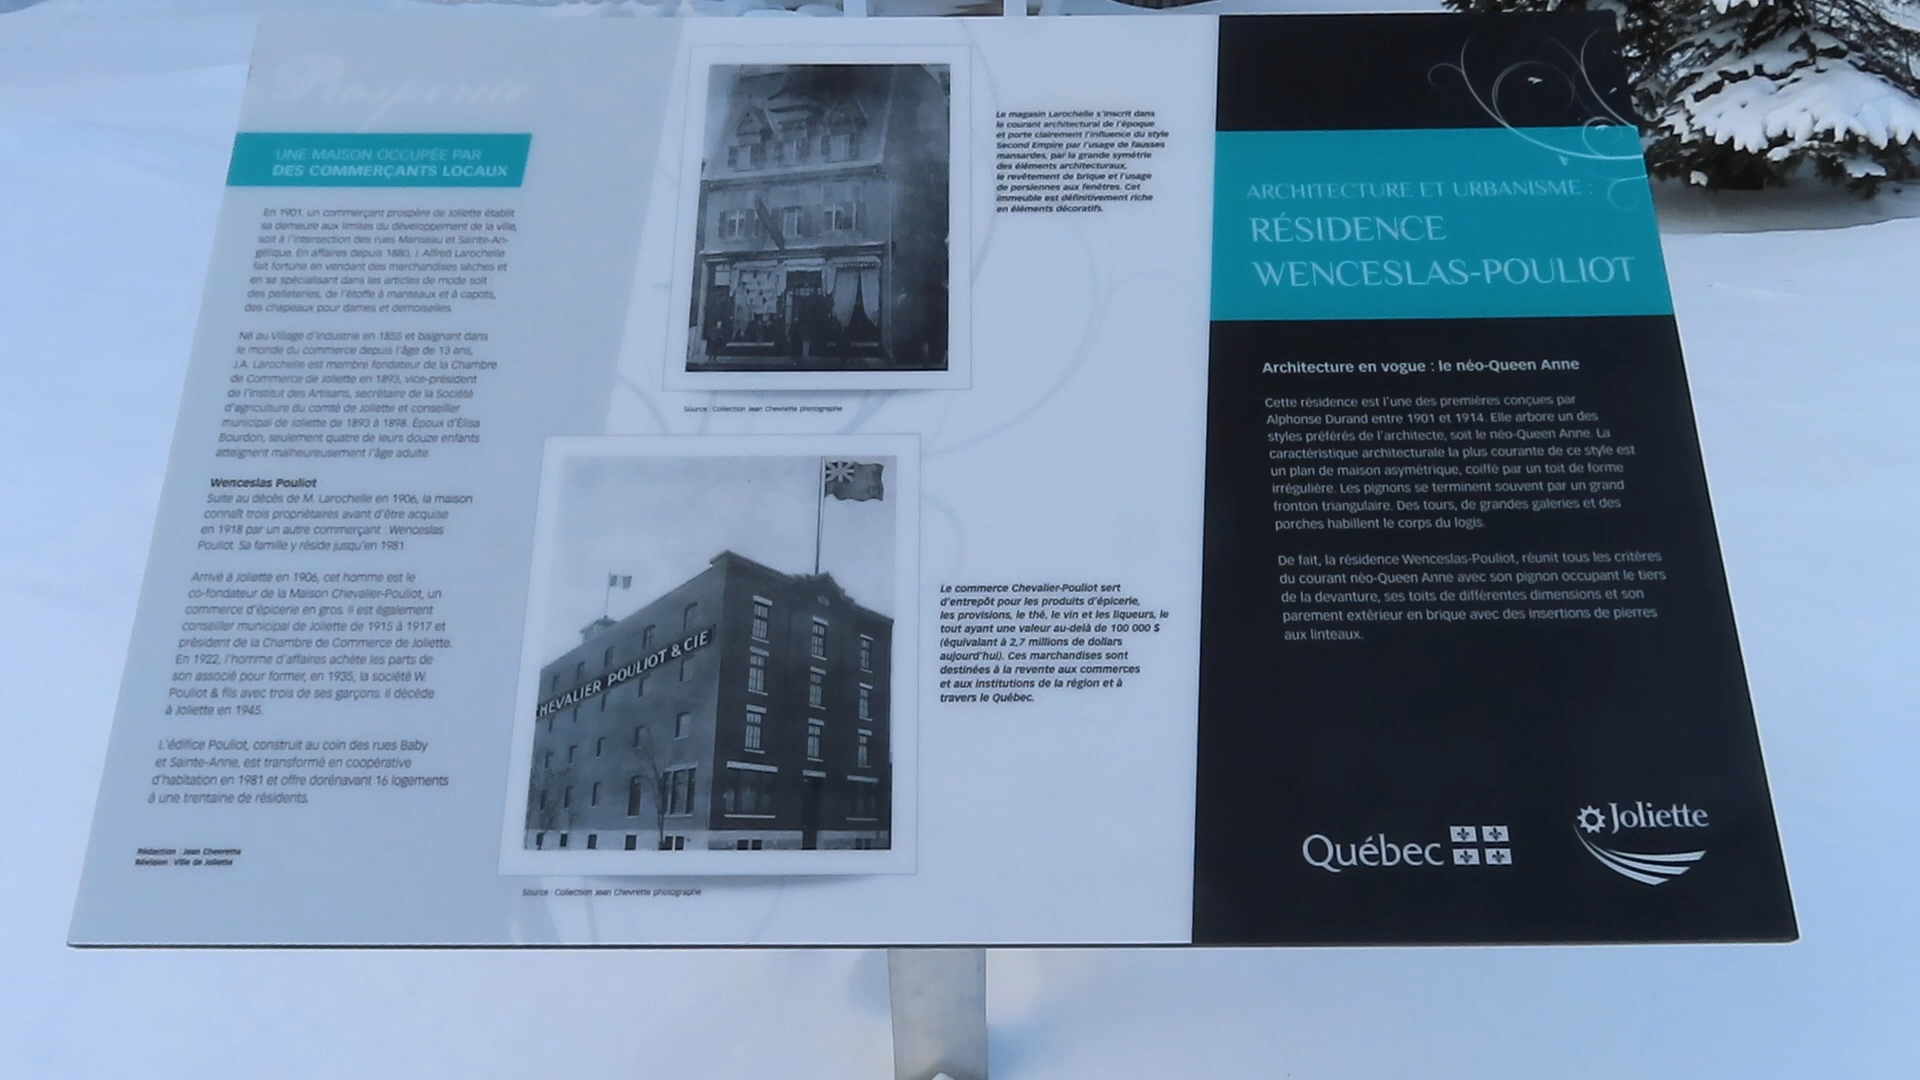 Prospérité
UNE MAISON OCCUPÉE PAR
DES COMMERÇANTS LOCAUX
En 1901, un commerçant prospère de Joliette établit
sa demeure aux limites du développement de la ville,
soit à l'intersection des rues Manseau et Sainte-An-
gélique. En affaires depuis 1880, J. Alfred Larochelle
fait fortune en vendant des marchandises sèches et
en se spécialisant dans les articles de mode soit :
des pelleteries, de l'étoffe à manteaux et à capots,
des chapeaux pour dames et demoiselles.
Né au Village d'Industrie en 1855 et baignant dans
le monde du commerce depuis l'âge de 13 ans,
J.A. Larochelle est membre fondateur de la Chambre
de Commerce de Joliette en 1893, vice-président
de l'Institut des Artisans, secrétaire de la Société
d'agriculture du comté de Joliette et conseiller
municipal de Joliette de 1893 à 1898. Époux d'Élisa
Bourdon, seulement quatre de leurs douze enfants
atteignent malheureusement l'âge adulte.
Wenceslas Pouliot
Suite au décès de M. Larochelle en 1906, la maison
connaît trois propriétaires avant d'être acquise
en 1918 par un autre commerçant : Wenceslas
Pouliot. Sa famille y réside jusqu'en 1981.
Arrivé à Joliette en 1906, cet homme est le
co-fondateur de la Maison Chevalier-Pouliot, un
commerce d'épicerie en gros. Il est également
conseiller municipal de Joliette de 1915 à 1917 et
président de la Chambre de Commerce de Joliette.
En 1922, l'homme d'affaires achète les parts de
son associé pour former, en 1935, la société W.
Pouliot & fils avec trois de ses garçons. Il décède
à Joliette en 1945.
L'édifice Pouliot, construit au coin des rues Baby
et Sainte-Anne, est transformé en coopérative
d'habitation en 1981 et offre dorénavant 16 logements
à une trentaine de résidents.
Rédaction : Jean Chevrette
Révision : Ville de Joliette
Source : Collection Jean Chevrette photographe
Le magasin Larochelle s'inscrit dans
le courant architectural de l'époque
et porte clairement l'influence du style
Second Empire par l'usage de fausses
mansardes, par la grande symétrie
des éléments architecturaux,
le revêtement de brique et l'usage
de persiennes aux fenêtres. Cet
immeuble est définitivement riche
en éléments décoratifs.
CHEVALIER POULIOT & CIE
Source : Collection Jean Chevrette photographe
Le commerce Chevalier-Pouliot sert
d'entrepôt pour les produits d'épicerie,
les provisions, le thé, le vin et les liqueurs, le
tout ayant une valeur au-delà de 100 000 $
(équivalant à 2,7 millions de dollars
aujourd'hui). Ces marchandises sont
destinées à la revente aux commerces
et aux institutions de la région et à
travers le Québec.
ARCHITECTURE ET URBANISME :
RÉSIDENCE
WENCESLAS-POULIOT
Architecture en vogue : le néo-Queen Anne
Cette résidence est l'une des premières conçues par
Alphonse Durand entre 1901 et 1914. Elle arbore un des
styles préférés de l'architecte, soit le néo-Queen Anne. La
caractéristique architecturale la plus courante de ce style est
un plan de maison asymétrique, coiffé par un toit de forme
irrégulière. Les pignons se terminent souvent par un grand
fronton triangulaire. Des tours, de grandes galeries et des
porches habillent le corps du logis.
De fait, la résidence Wenceslas-Pouliot, réunit tous les critères
du courant néo-Queen Anne avec son pignon occupant le tiers
de la devanture, ses toits de différentes dimensions et son
parement extérieur en brique avec des insertions de pierres
aux linteaux.
Québec
Joliette